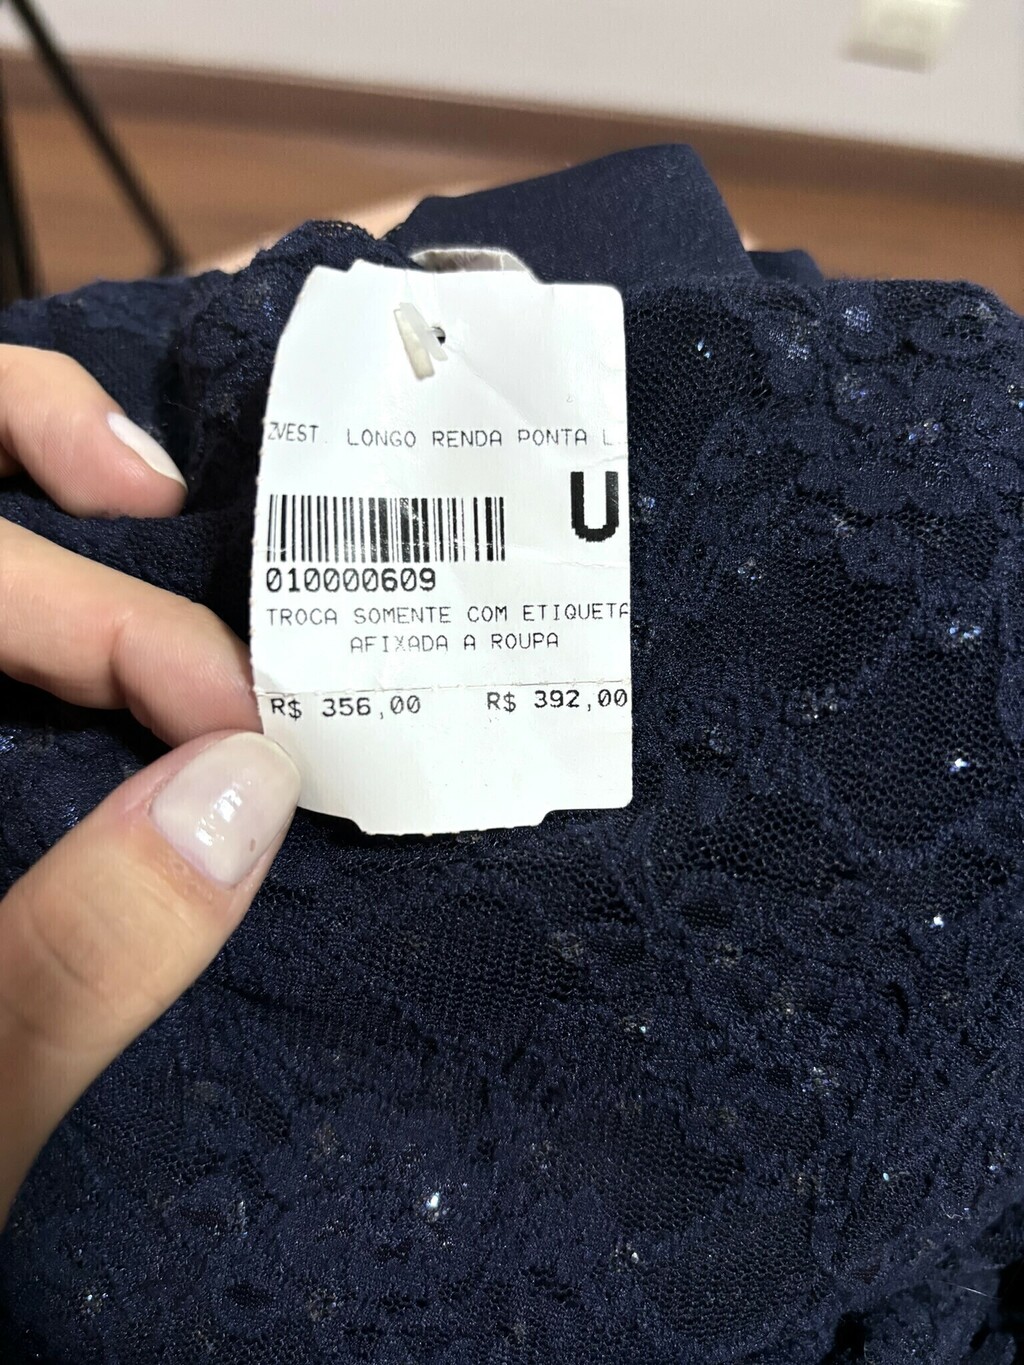 ZVEST. LONGO RENDA PONTA L.
U
010000609
TROCA SOMENTE COM ETIQUETA
AFIXADA A ROUPA
R$ 356,00 R$ 392,00